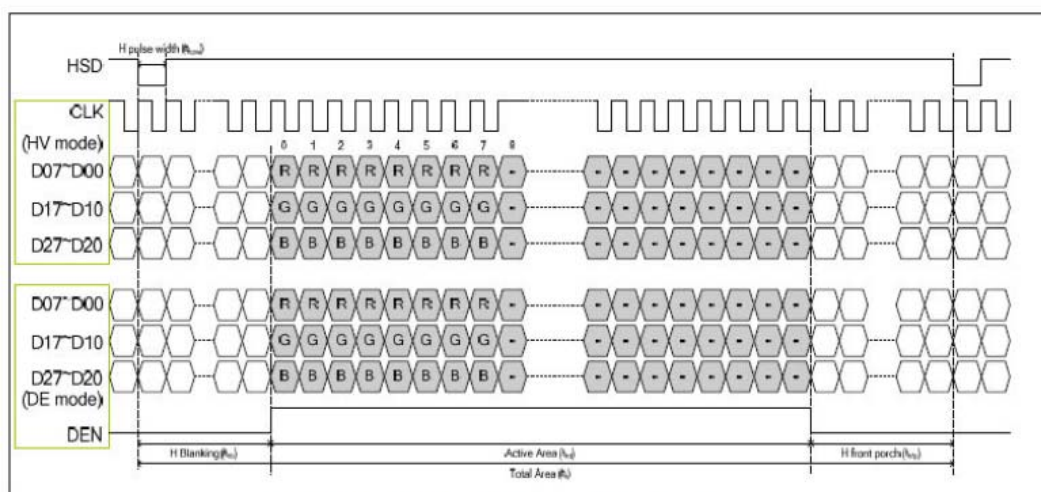 H pulse width
HSD
CLK
(HV mode)
0 1 2 3 4 5 6 7 8
D07~D00 R R R R R R R R - - - - - - - - -
D17~D10 G G G G G G G G - - - - - - - - -
D27~D20 B B B B B B B B - - - - - - - - -
D07~D00 R R R R R R R R - - - - - - - - -
D17~D10 G G G G G G G G - - - - - - - - -
D27~D20 B B B B B B B B - - - - - - - - -
(DE mode)
DEN
H Blanking Active Area H front porch
Total Area